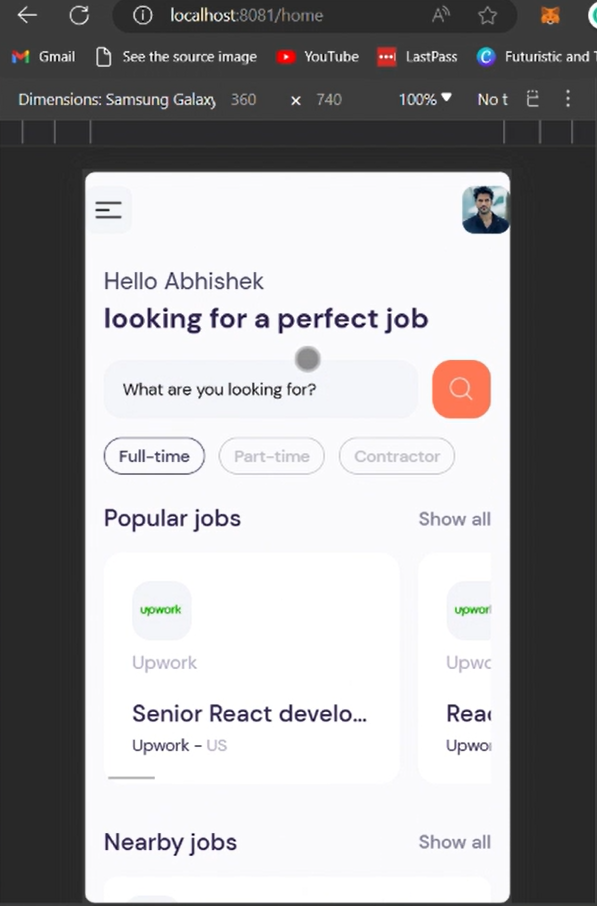 localhost:8081/home
Gmail See the source image YouTube LastPass Futuristic and
Dimensions: Samsung Galaxy 360 × 740 100% No t
Hello Abhishek
looking for a perfect job
What are you looking for?
Full-time Part-time Contractor
Popular jobs Show all
upwork upwor
Upwork Upwo
Senior React develo... Reac
Upwork - US Upwor
Nearby jobs Show all